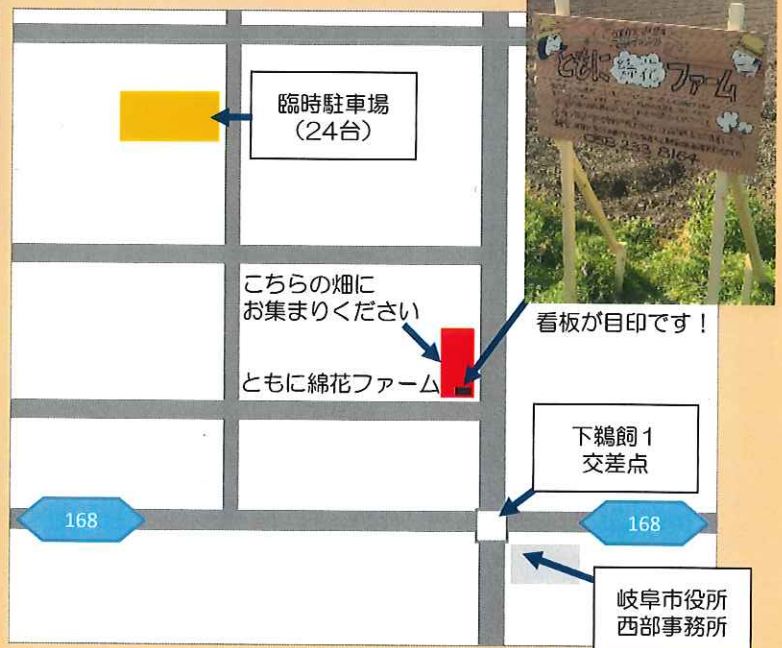 臨時駐車場
（24台）
ともに綿花ファーム
058 233 8164
こちらの畑に
お集まりください
看板が目印です！
ともに綿花ファーム
下鵜飼１
交差点
168
168
岐阜市役所
西部事務所